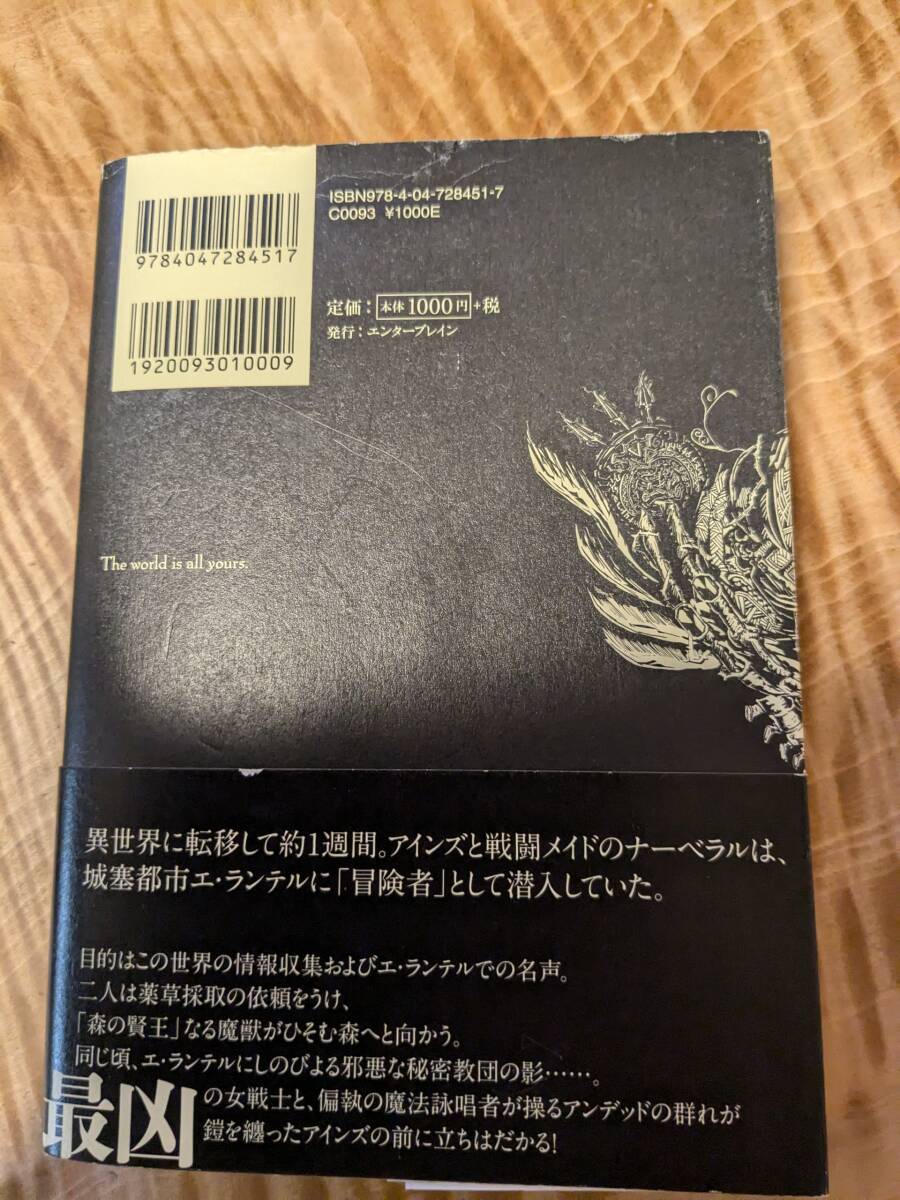 ISBN978-4-04-728451-7
C0093 ¥1000E
9784047284517
定価：本体1000円+税
発行：エンターブレイン
1920093010009
The world is all yours.
異世界に転移して約1週間。アインズと戦闘メイドのナーベラルは、
城塞都市エ・ランテルに「冒険者」として潜入していた。
目的はこの世界の情報収集およびエ・ランテルでの名声。
二人は薬草採取の依頼をうけ、
「森の賢王」なる魔獣がひそむ森へと向かう。
同じ頃、エ・ランテルにしのびよる邪悪な秘密教団の影……。
最凶の女戦士と、偏執の魔法詠唱者が操るアンデッドの群れが
鎧を纏ったアインズの前に立ちはだかる！